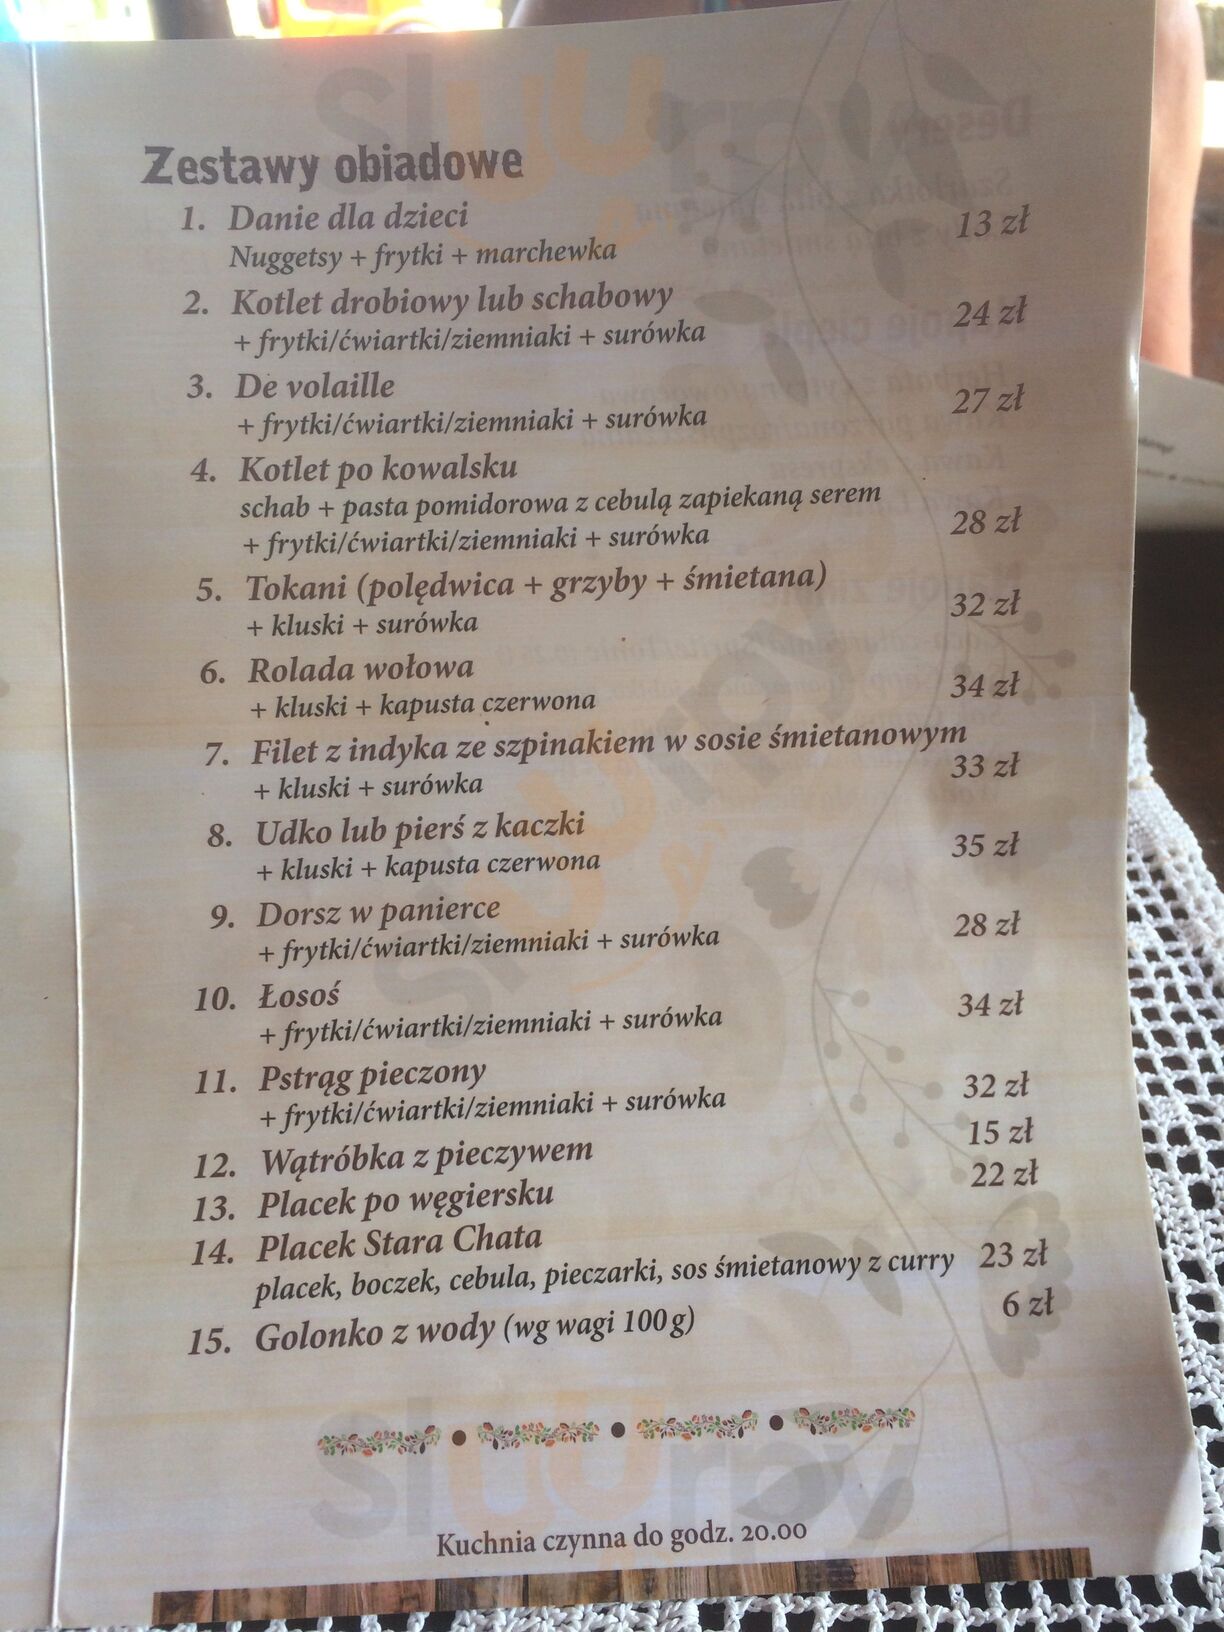 Zestawy obiadowe
1. Danie dla dzieci 13 zł
Nuggetsy + frytki + marchewka
2. Kotlet drobiowy lub schabowy 24 zł
+ frytki/ćwiartki/ziemniaki + surówka
3. De volaille 27 zł
+ frytki/ćwiartki/ziemniaki + surówka
4. Kotlet po kowalsku
schab + pasta pomidorowa z cebulą zapiekaną serem
+ frytki/ćwiartki/ziemniaki + surówka 28 zł
5. Tokani (polędwica + grzyby + śmietana)
+ kluski + surówka 32 zł
6. Rolada wołowa
+ kluski + kapusta czerwona 34 zł
7. Filet z indyka ze szpinakiem w sosie śmietanowym
+ kluski + surówka 33 zł
8. Udko lub pierś z kaczki 35 zł
+ kluski + kapusta czerwona
9. Dorsz w panierce 28 zł
+ frytki/ćwiartki/ziemniaki + surówka
10. Łosoś 34 zł
+ frytki/ćwiartki/ziemniaki + surówka
11. Pstrąg pieczony 32 zł
+ frytki/ćwiartki/ziemniaki + surówka
12. Wątróbka z pieczywem 15 zł
13. Placek po węgiersku 22 zł
14. Placek Stara Chata
placek, boczek, cebula, pieczarki, sos śmietanowy z curry 23 zł
15. Golonko z wody (wg wagi 100 g) 6 zł
Kuchnia czynna do godz. 20.00
Sluurpy
Sluurpy
Sluurpy